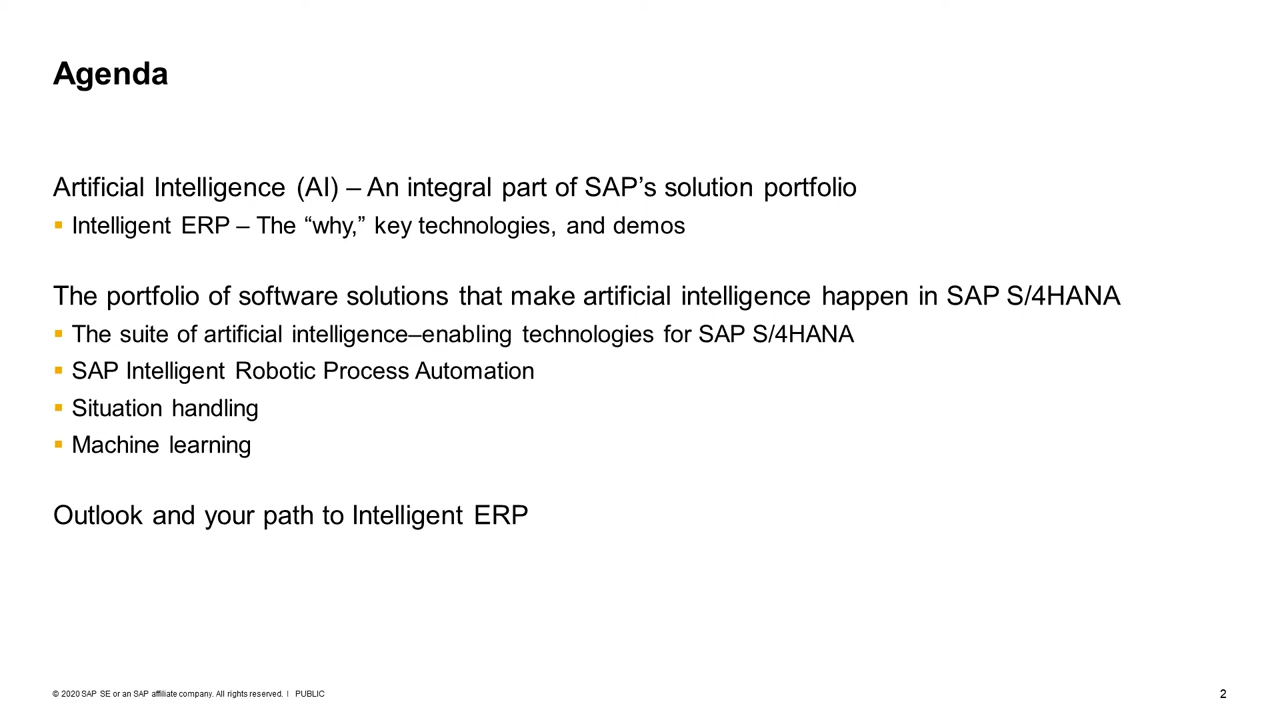 Agenda
Artificial Intelligence (AI) – An integral part of SAP’s solution portfolio
▪ Intelligent ERP – The “why,” key technologies, and demos
The portfolio of software solutions that make artificial intelligence happen in SAP S/4HANA
▪ The suite of artificial intelligence–enabling technologies for SAP S/4HANA
▪ SAP Intelligent Robotic Process Automation
▪ Situation handling
▪ Machine learning
Outlook and your path to Intelligent ERP
© 2020 SAP SE or an SAP affiliate company. All rights reserved. | PUBLIC
2